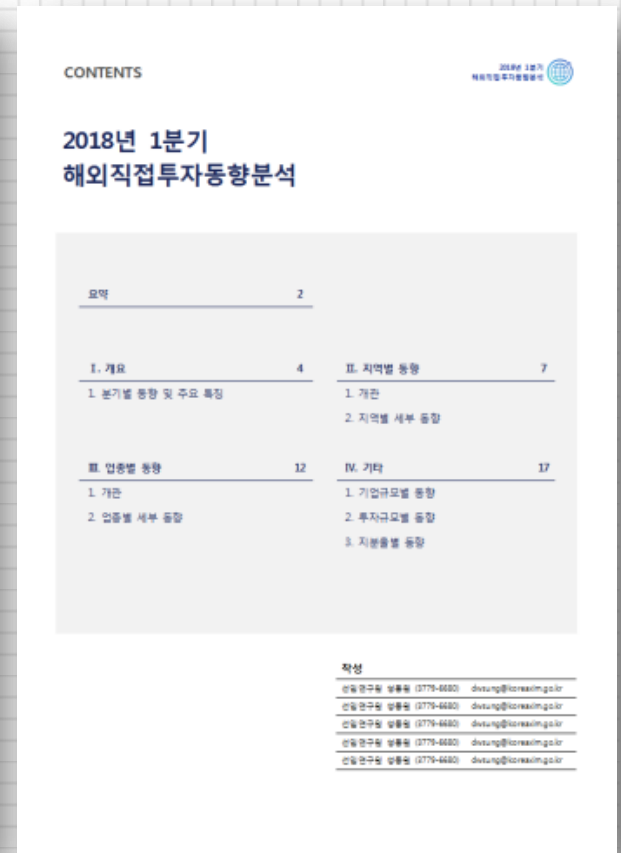 CONTENTS
2018년 1분기
해외직접투자동향분석
2018년 1분기
해외직접투자동향분석
요약 2
Ⅰ. 개요 4
1. 분기별 동향 및 주요 특징
Ⅱ. 지역별 동향 7
1. 개관
2. 지역별 세부 동향
Ⅲ. 업종별 동향 12
1. 개관
2. 업종별 세부 동향
Ⅳ. 기타 17
1. 기업규모별 동향
2. 투자규모별 동향
3. 지분율별 동향
작성
선임연구원 성동원 (3779-6680) dwsung@koreaexim.go.kr
선임연구원 성동원 (3779-6680) dwsung@koreaexim.go.kr
선임연구원 성동원 (3779-6680) dwsung@koreaexim.go.kr
선임연구원 성동원 (3779-6680) dwsung@koreaexim.go.kr
선임연구원 성동원 (3779-6680) dwsung@koreaexim.go.kr